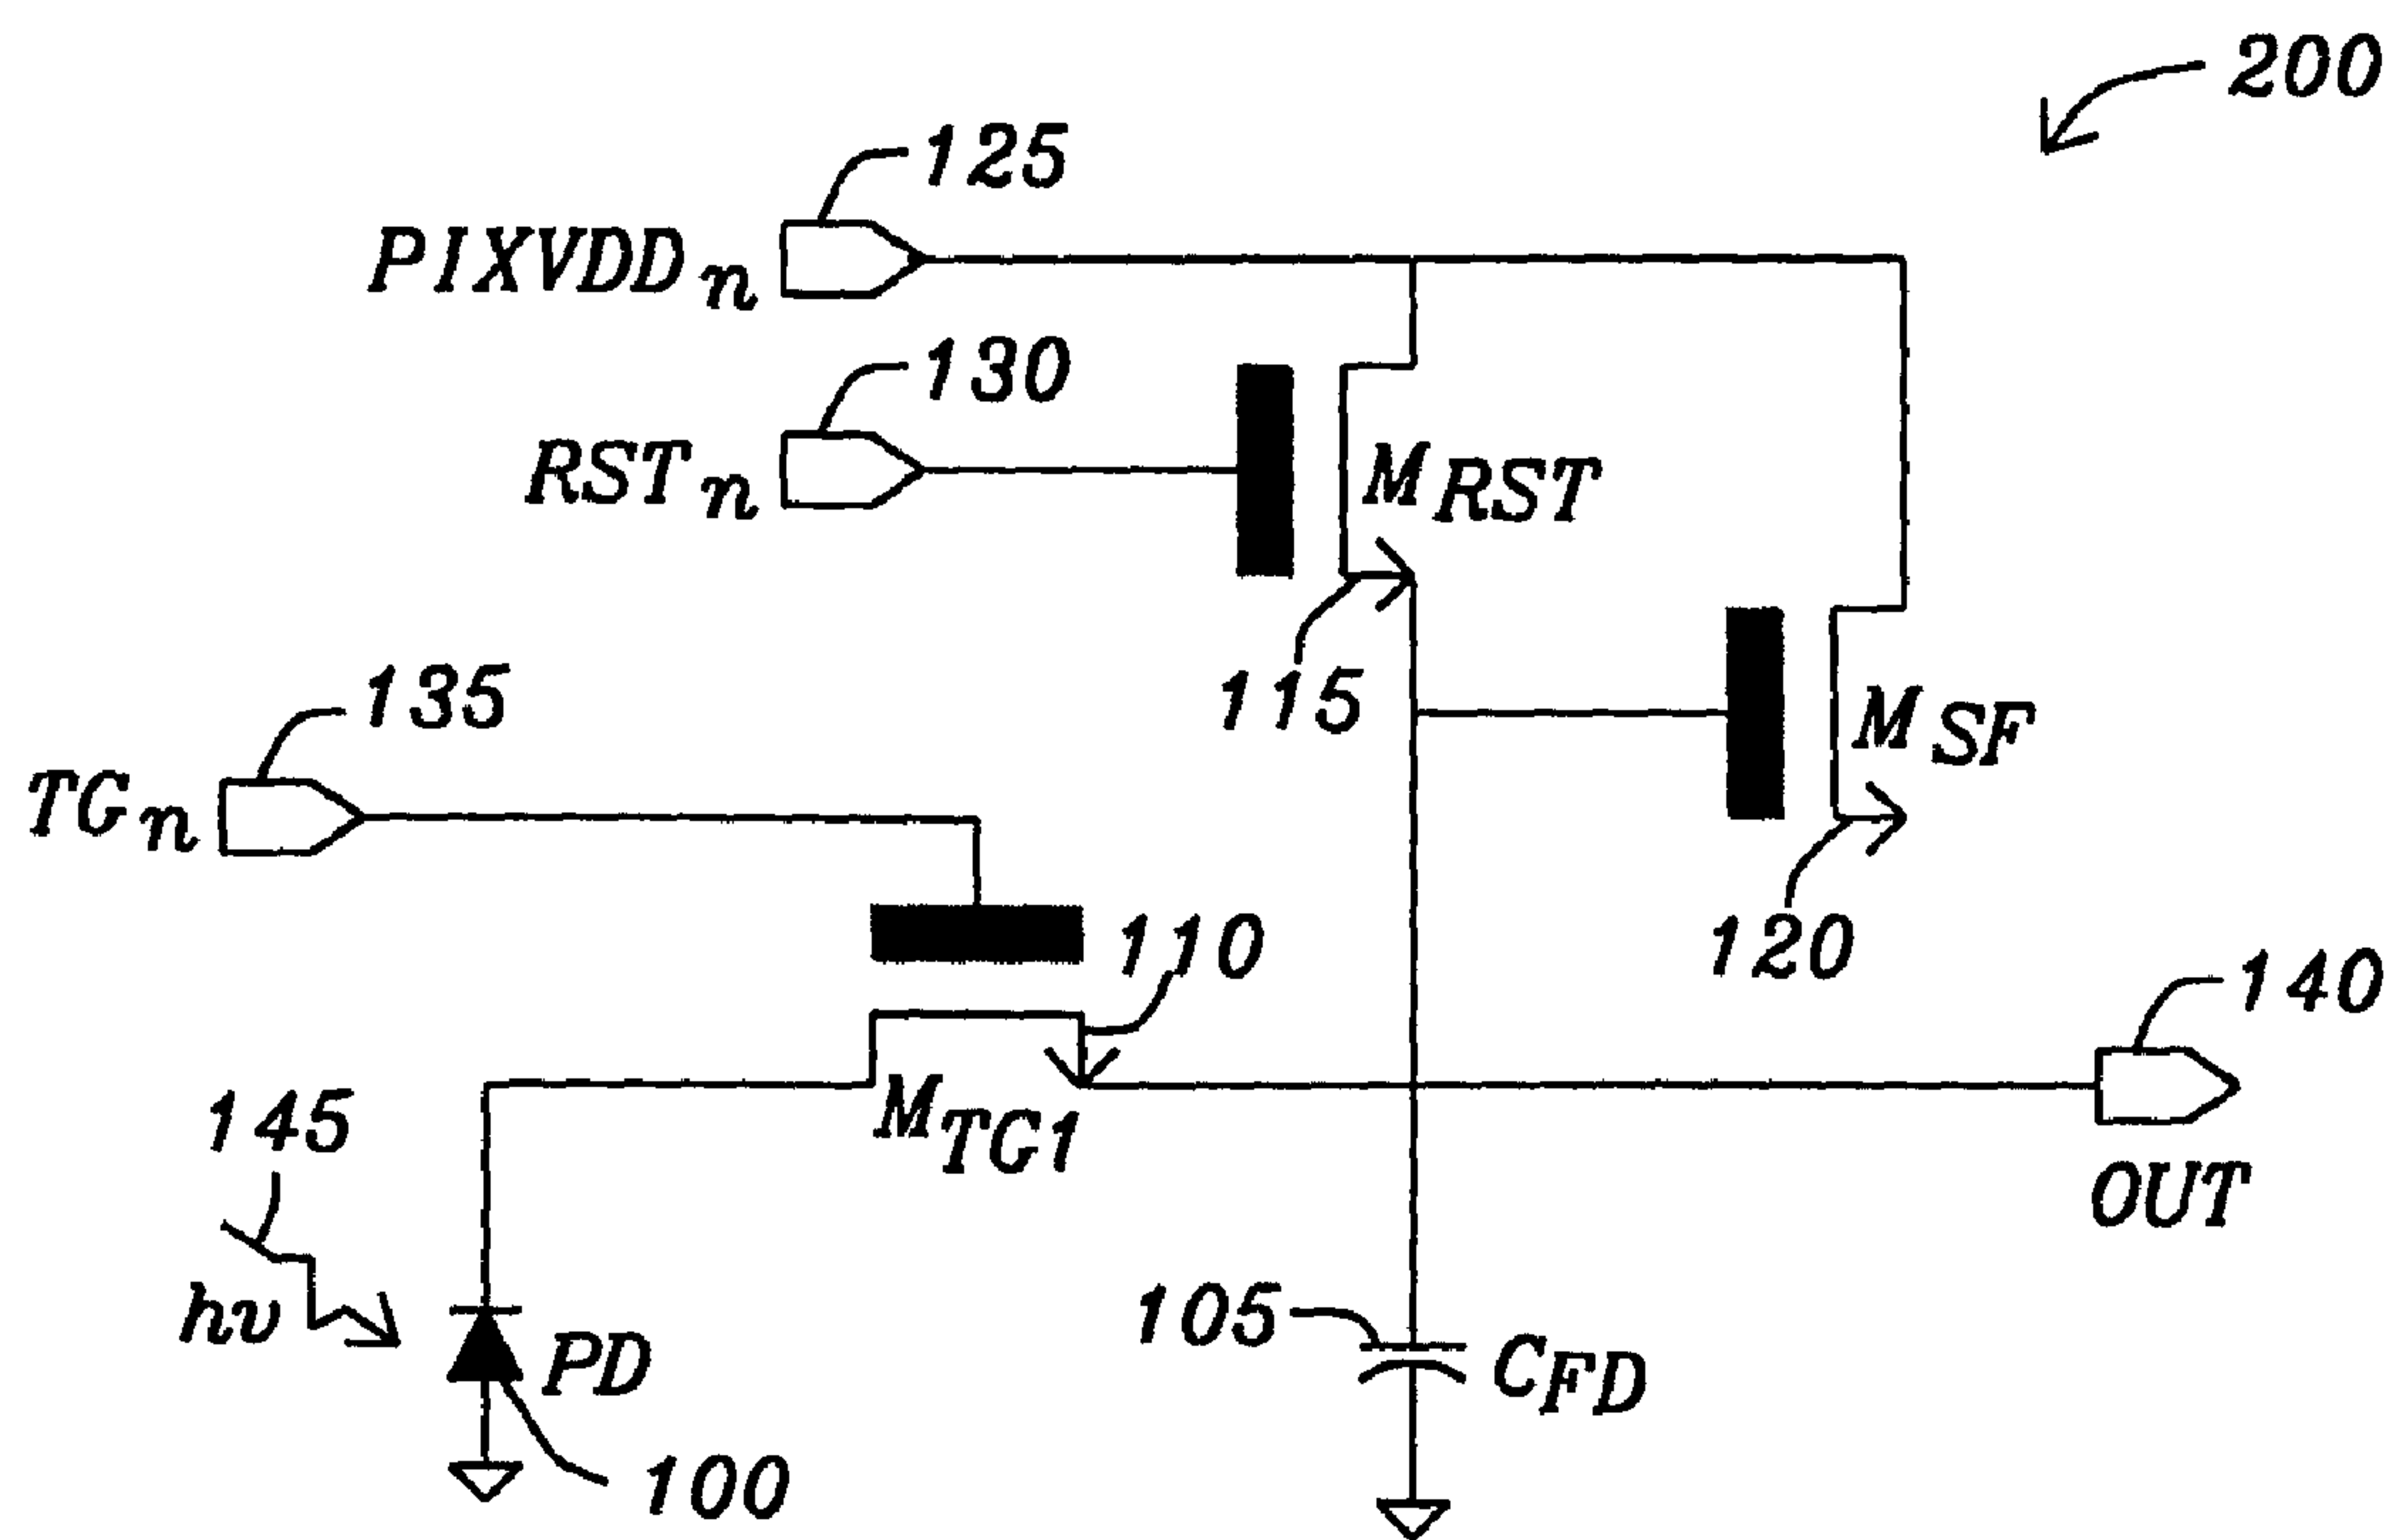 200
125
PIXVDDn
130
RSTn
MRST
135
115
MSF
TGn
110
120
140
145
MTG1
OUT
hν
105
PD
CFD
100